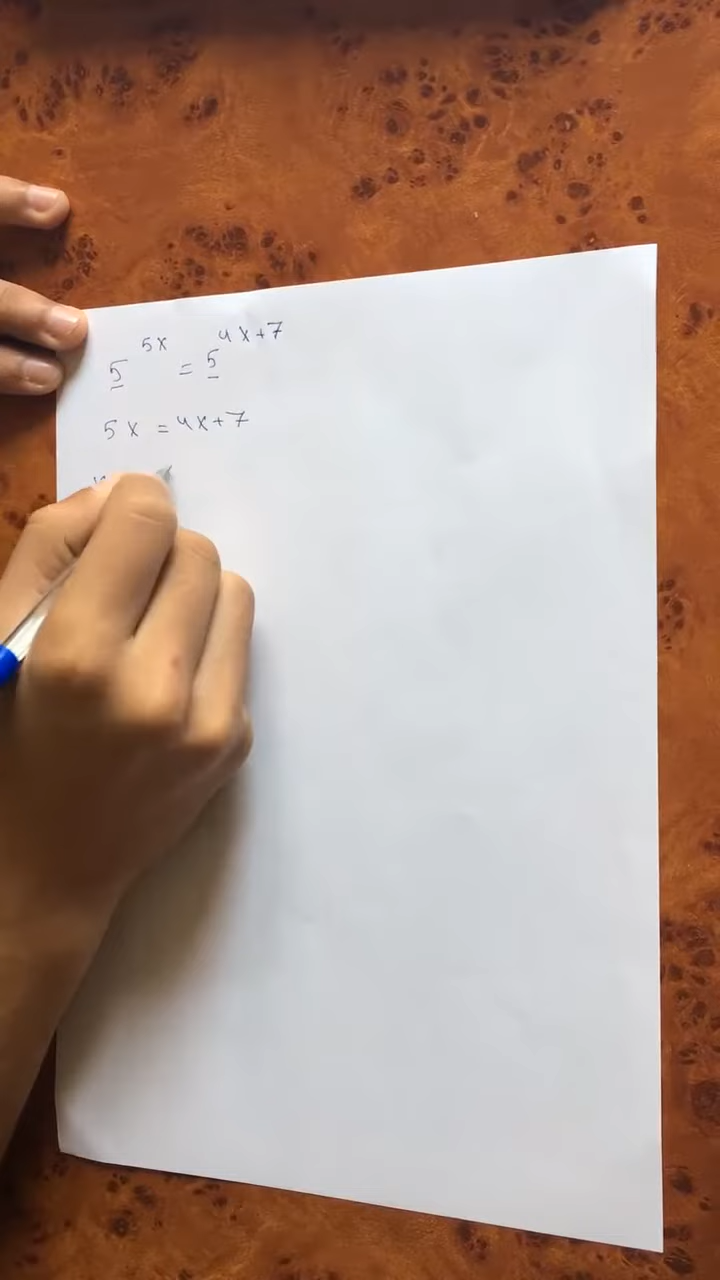 5^5x = 5^4x+7
5x = 4x+7